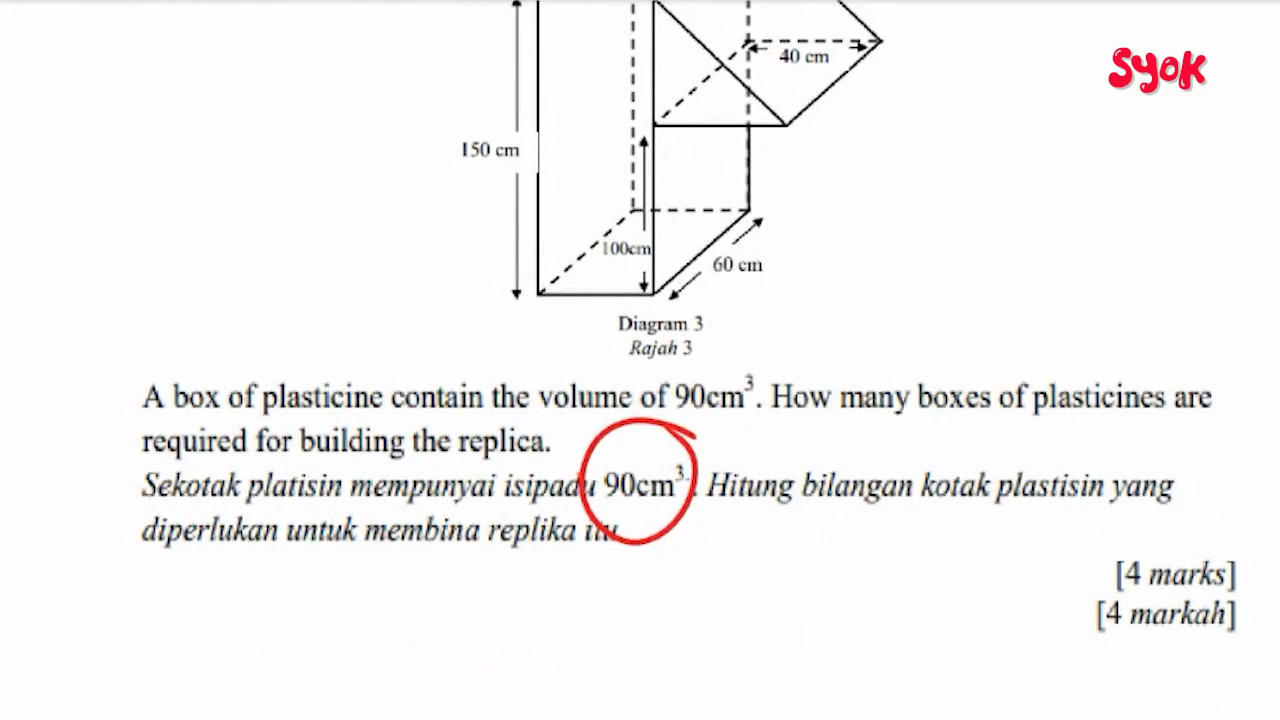 40 cm
Syok
150 cm
100cm
60 cm
Diagram 3
Rajah 3
A box of plasticine contain the volume of 90cm³. How many boxes of plasticines are
required for building the replica.
Sekotak platisin mempunyai isipadu 90cm³. Hitung bilangan kotak plastisin yang
diperlukan untuk membina replika itu.
[4 marks]
[4 markah]